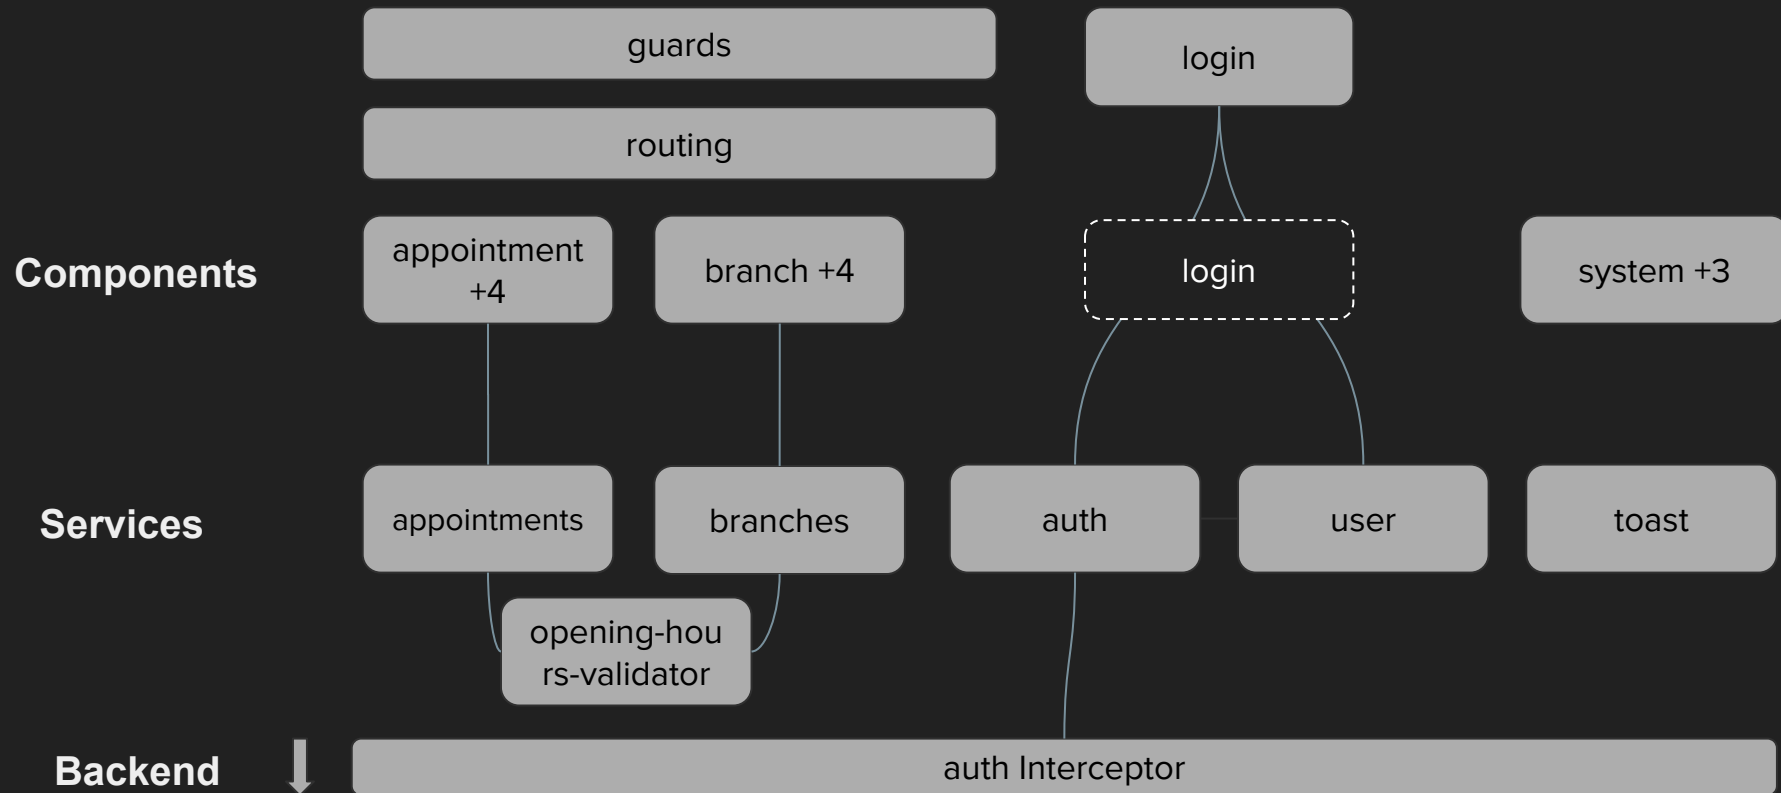 guards
login
routing
Components
appointment
+4
branch +4
login
system +3
Services
appointments
branches
auth
user
toast
opening-hou
rs-validator
Backend
auth Interceptor